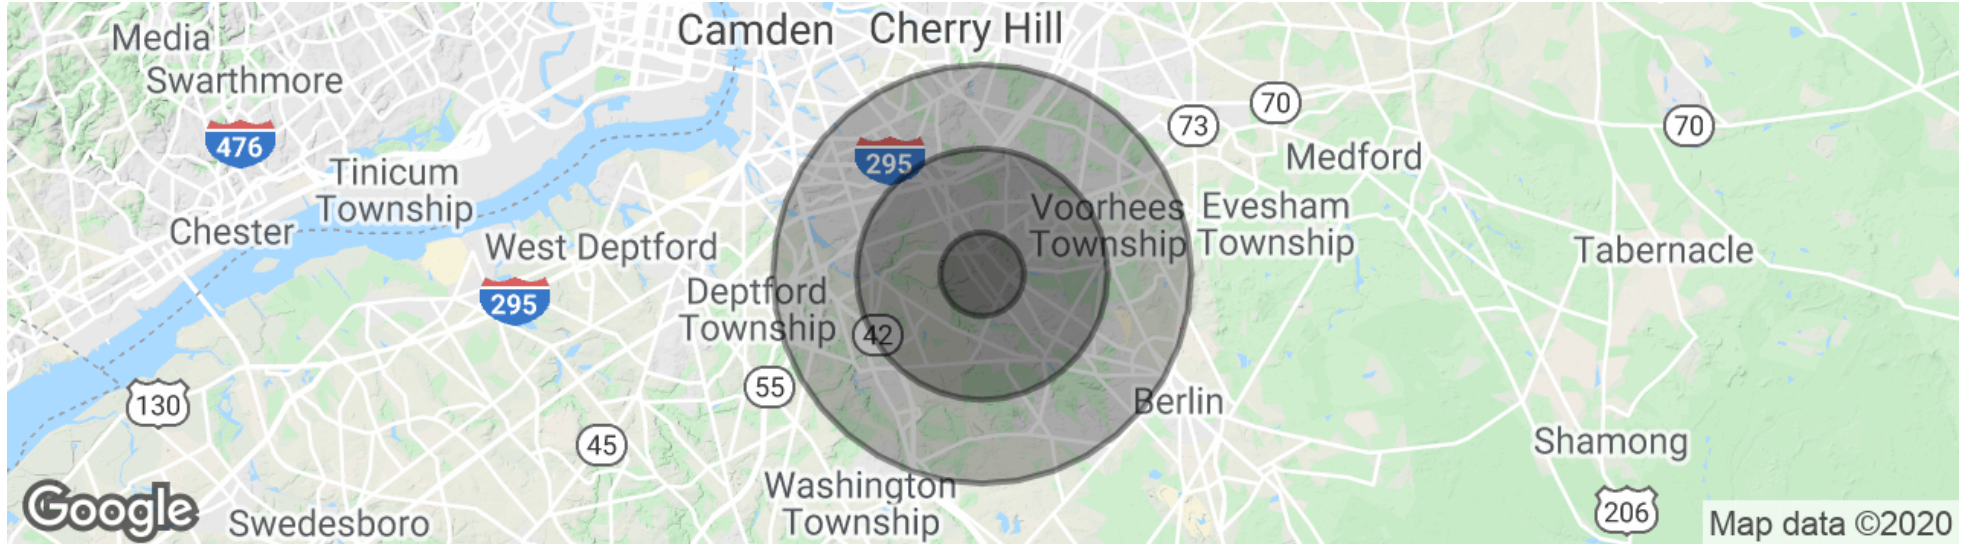 Camden
Cherry Hill
Media
Swarthmore
70
73
70
476
295
Medford
Tinicum
Township
Voorhees
Township
Evesham
Township
Chester
West Deptford
Tabernacle
295
Deptford
Township
42
55
130
Berlin
45
Shamong
Washington
Township
206
Google
Swedesboro
Map data ©2020